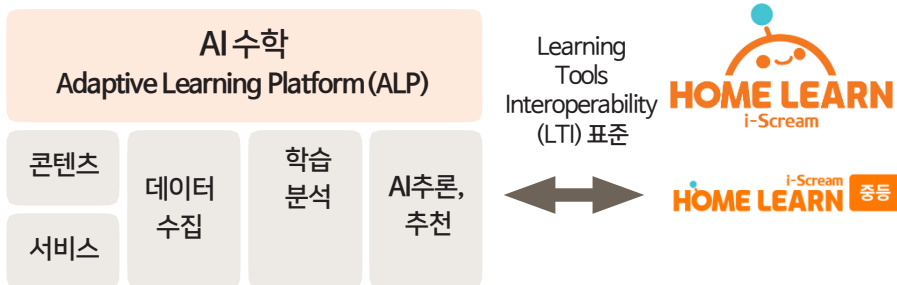 AI 수학
Adaptive Learning Platform (ALP)
콘텐츠
서비스
데이터
수집
학습
분석
AI추론,
추천
Learning
Tools
Interoperability
(LTI) 표준
HOME LEARN
i-Scream
i-Scream
HOME LEARN 중등